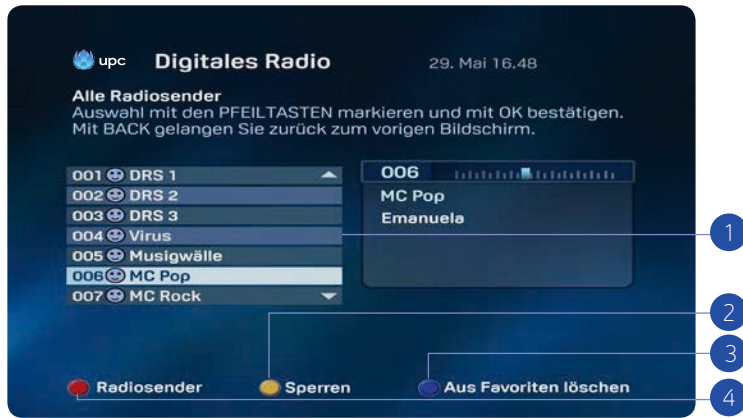 upc Digitales Radio 29. Mai 16.48
Alle Radiosender
Auswahl mit den PFEILTASTEN markieren und mit OK bestätigen.
Mit BACK gelangen Sie zurück zum vorigen Bildschirm.
001 DRS 1
002 DRS 2
003 DRS 3
004 Virus
005 Musigwälle
006 MC Pop
007 MC Rock
006
MC Pop
Emanuela
1
2
3
4
Radiosender Sperren Aus Favoriten löschen